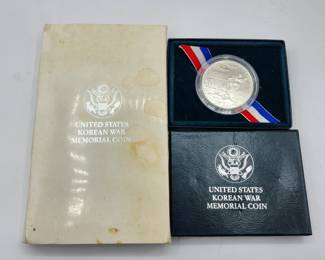 UNITED STATES
KOREAN WAR
MEMORIAL COIN
UNITED STATES
KOREAN WAR
MEMORIAL COIN